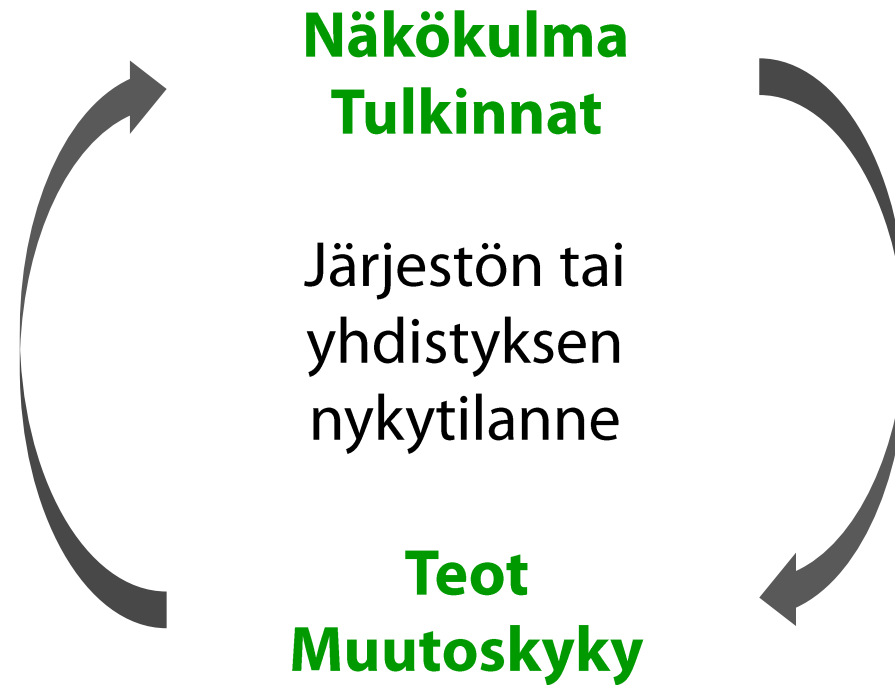 Näkökulma
Tulkinnat
Järjestön tai
yhdistyksen
nykytilanne
Teot
Muutoskyky